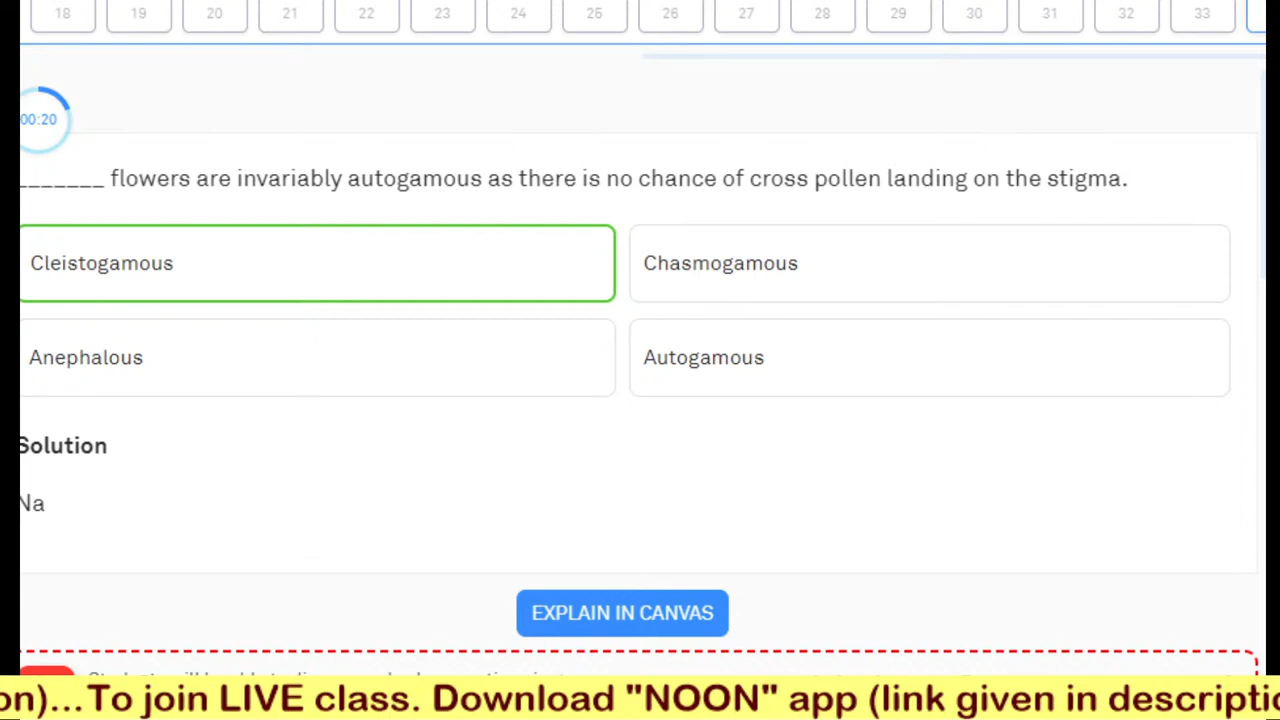 18 19 20 21 22 23 24 25 26 27 28 29 30 31 32 33
00:20
_______ flowers are invariably autogamous as there is no chance of cross pollen landing on the stigma.
Cleistogamous
Chasmogamous
Anephalous
Autogamous
Solution
Na
EXPLAIN IN CANVAS
on)...To join LIVE class. Download "NOON" app (link given in descriptio